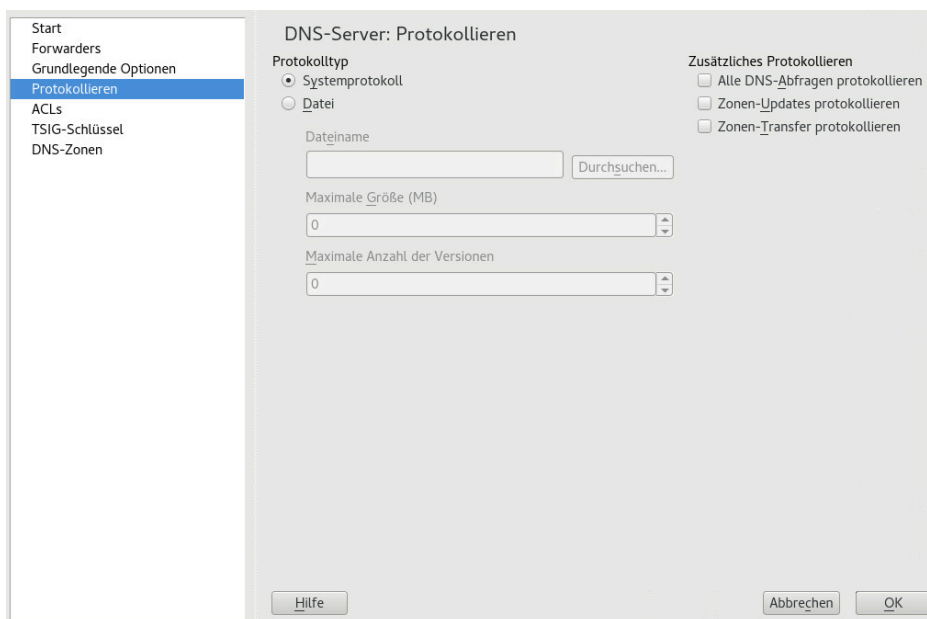 Start
Forwarders
Grundlegende Optionen
Protokollieren
ACLs
TSIG-Schlüssel
DNS-Zonen
DNS-Server: Protokollieren
Protokolltyp
Systemprotokoll
Datei
Dateiname
Durchsuchen...
Maximale Größe (MB)
0
Maximale Anzahl der Versionen
0
Zusätzliches Protokollieren
Alle DNS-Abfragen protokollieren
Zonen-Updates protokollieren
Zonen-Transfer protokollieren
Hilfe
Abbrechen
OK